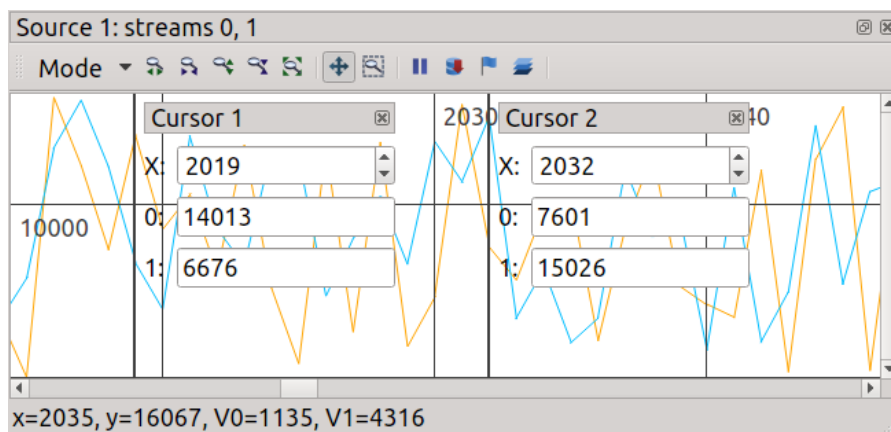 Source 1: streams 0, 1
Mode
Cursor 1
2030
Cursor 2
40
X: 2019
X: 2032
10000
0: 14013
0: 7601
1: 6676
1: 15026
x=2035, y=16067, V0=1135, V1=4316